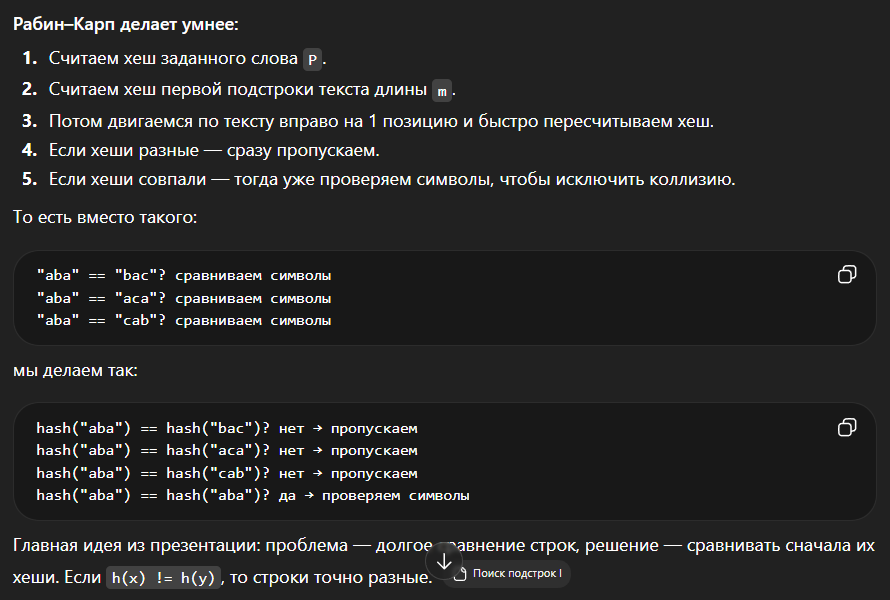 Рабин–Карп делает умнее:
1. Считаем хеш заданного слова P.
2. Считаем хеш первой подстроки текста длины m.
3. Потом двигаемся по тексту вправо на 1 позицию и быстро пересчитываем хеш.
4. Если хеши разные — сразу пропускаем.
5. Если хеши совпали — тогда уже проверяем символы, чтобы исключить коллизию.
То есть вместо такого:
"aba" == "bac"? сравниваем символы
"aba" == "aca"? сравниваем символы
"aba" == "cab"? сравниваем символы
мы делаем так:
hash("aba") == hash("bac")? нет → пропускаем
hash("aba") == hash("aca")? нет → пропускаем
hash("aba") == hash("cab")? нет → пропускаем
hash("aba") == hash("aba")? да → проверяем символы
Главная идея из презентации: проблема — долгое сравнение строк, решение — сравнивать сначала их
хеши. Если h(x) != h(y), то строки точно разные. Поиск подстрок I